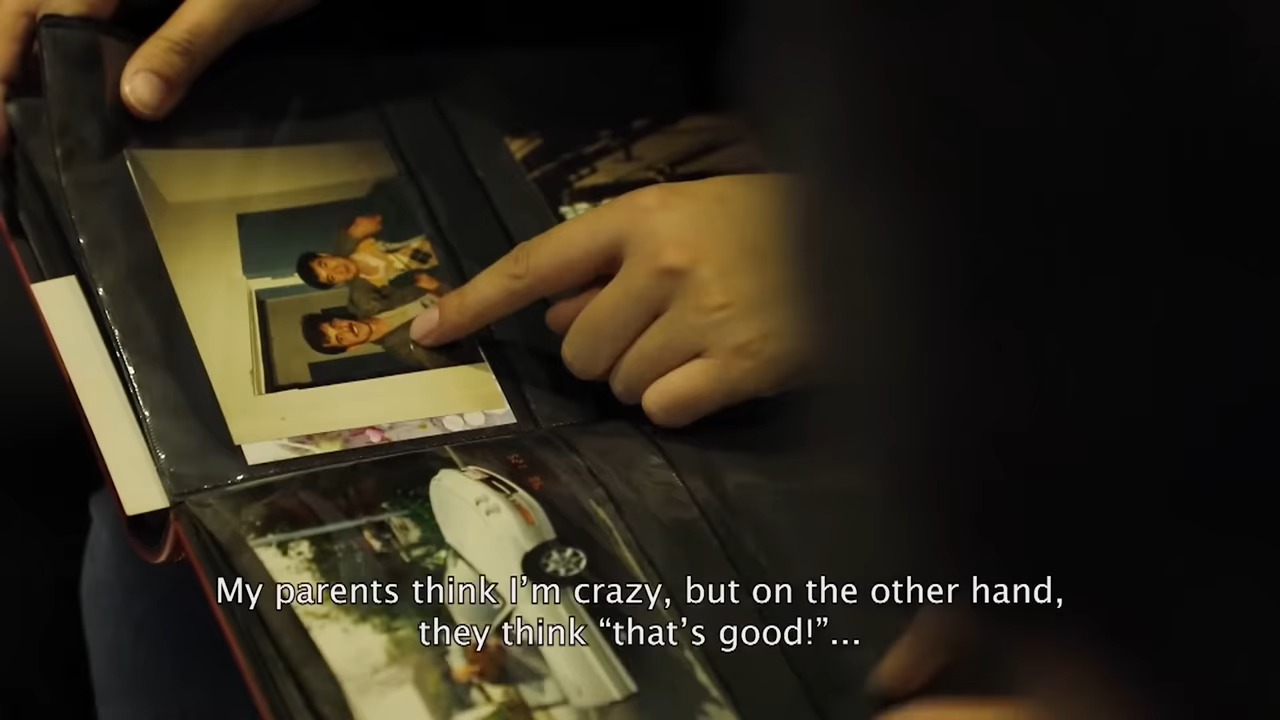 My parents think I’m crazy, but on the other hand,
they think “that’s good!”...